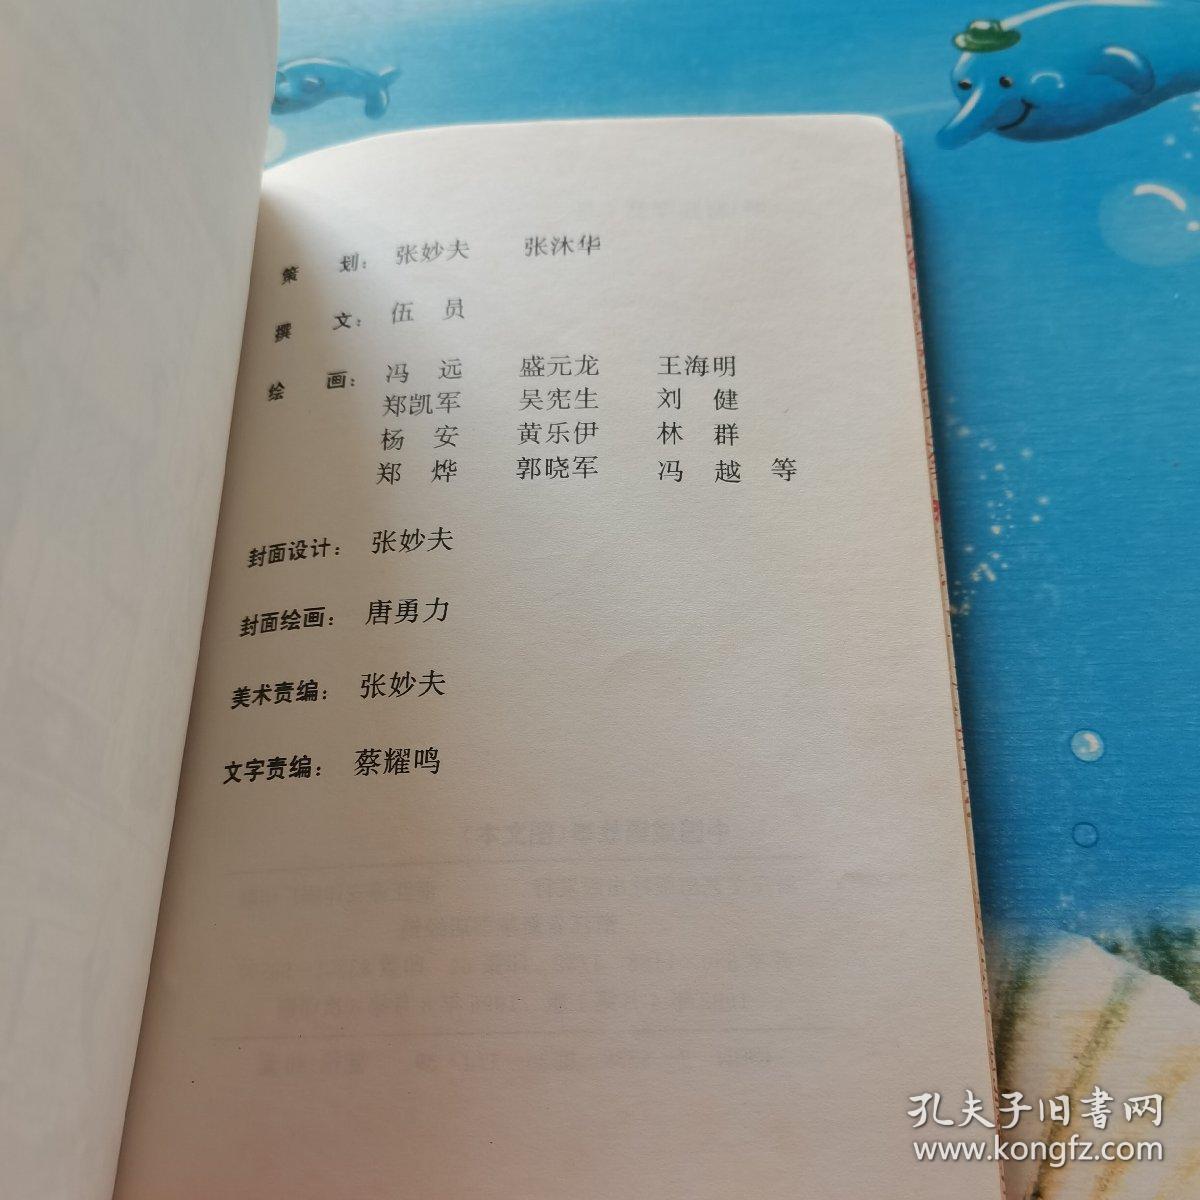 策 划： 张妙夫 张沐华
撰 文： 伍 员
绘 画： 冯 远 盛元龙 王海明
郑凯军 吴宪生 刘 健
杨 安 黄乐伊 林 群
郑 烨 郭晓军 冯 越 等
封面设计： 张妙夫
封面绘画： 唐勇力
美术责编： 张妙夫
文字责编： 蔡耀鸣
孔夫子旧书网
www.kongfz.com